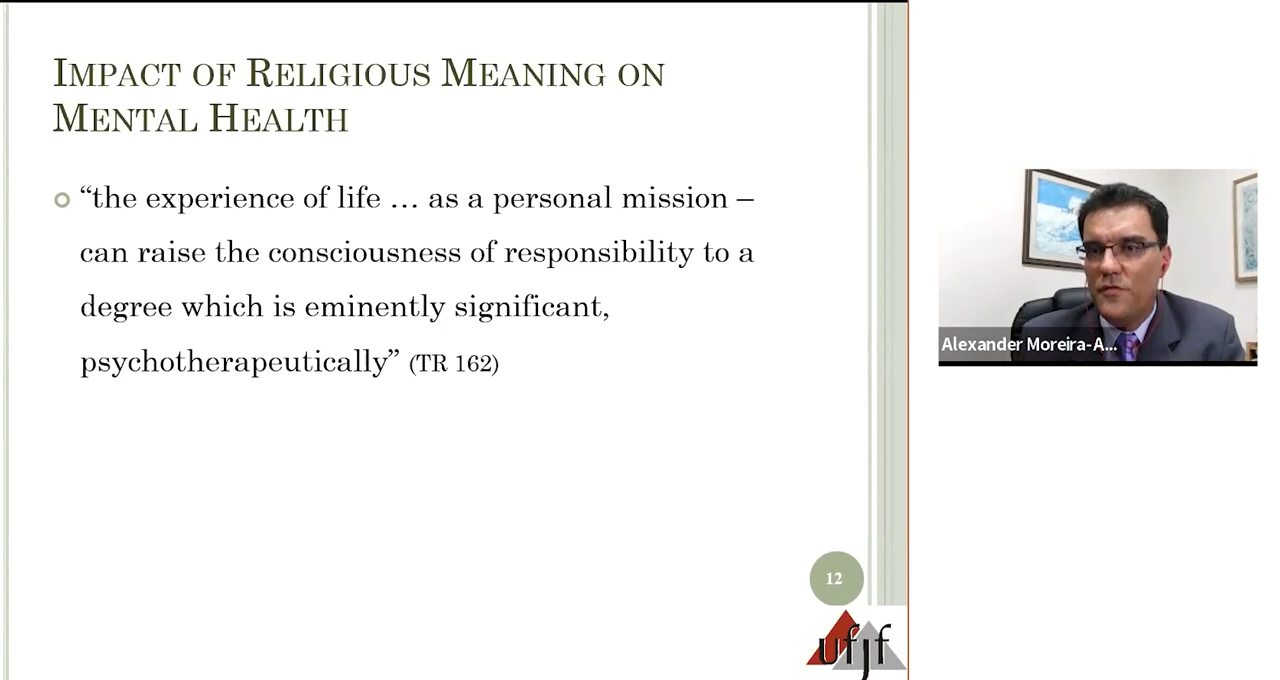 IMPACT OF RELIGIOUS MEANING ON
MENTAL HEALTH
“the experience of life … as a personal mission –
can raise the consciousness of responsibility to a
degree which is eminently significant,
psychotherapeutically” (TR 162)
Alexander Moreira-A...
12
ufjf